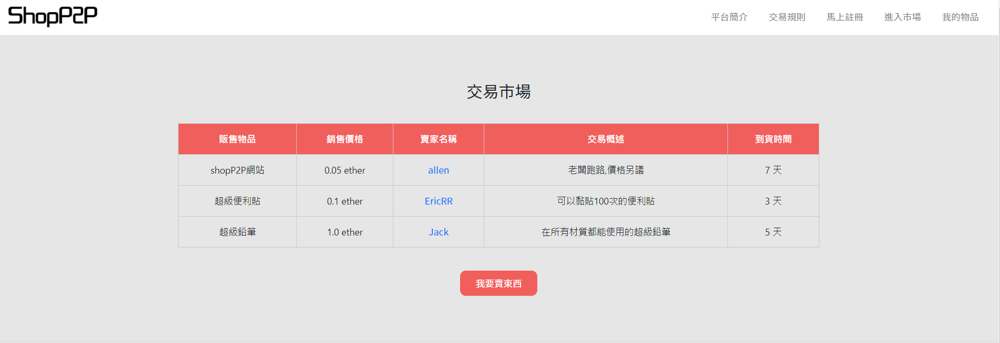 ShopP2P
平台簡介 交易規則 馬上註冊 進入市場 我的物品
交易市場
販售物品 銷售價格 賣家名稱 交易概述 到貨時間
shopP2P網站 0.05 ether allen 老闆跑路,價格另議 7 天
超級便利貼 0.1 ether EricRR 可以黏貼100次的便利貼 3 天
超級鉛筆 1.0 ether Jack 在所有材質都能使用的超級鉛筆 5 天
我要賣東西